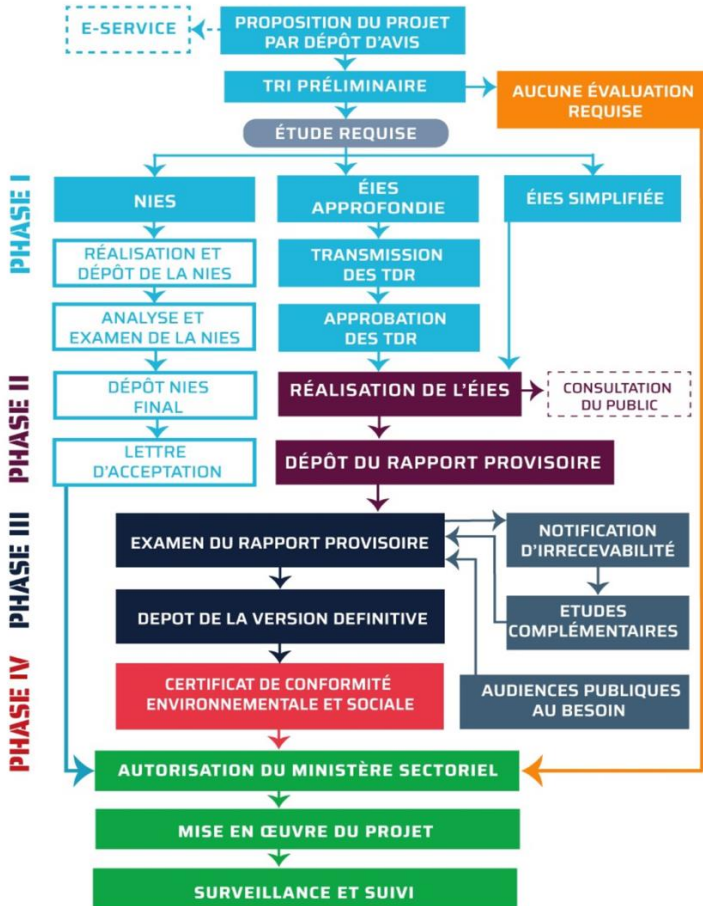 E-SERVICE
PROPOSITION DU PROJET
PAR DÉPÔT D'AVIS
TRI PRÉLIMINAIRE
AUCUNE ÉVALUATION
REQUISE
ÉTUDE REQUISE
PHASE I
NIES
ÉIES
APPROFONDIE
ÉIES SIMPLIFIÉE
RÉALISATION ET
DÉPÔT DE LA NIES
TRANSMISSION
DES TDR
ANALYSE ET
EXAMEN DE LA NIES
APPROBATION
DES TDR
PHASE II
DÉPÔT NIES
FINAL
RÉALISATION DE L'ÉIES
CONSULTATION
DU PUBLIC
LETTRE
D'ACCEPTATION
DÉPÔT DU RAPPORT PROVISOIRE
PHASE III
EXAMEN DU RAPPORT PROVISOIRE
NOTIFICATION
D'IRRECEVABILITÉ
DEPOT DE LA VERSION DEFINITIVE
ETUDES
COMPLÉMENTAIRES
PHASE IV
CERTIFICAT DE CONFORMITÉ
ENVIRONNEMENTALE ET SOCIALE
AUDIENCES PUBLIQUES
AU BESOIN
AUTORISATION DU MINISTÈRE SECTORIEL
MISE EN ŒUVRE DU PROJET
SURVEILLANCE ET SUIVI